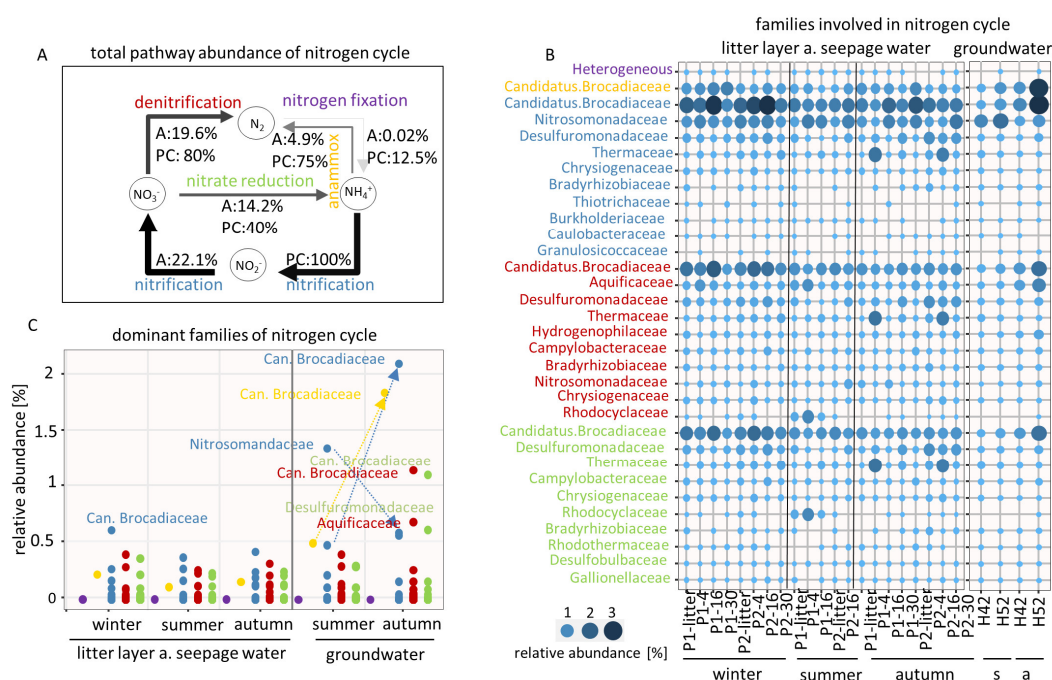 A total pathway abundance of nitrogen cycle
denitrification
nitrogen fixation
N2
A:19.6%
PC: 80%
A:4.9%
PC:75%
A:0.02%
PC:12.5%
anammox
nitrate reduction
NO3-
NH4+
A:14.2%
PC:40%
A:22.1%
NO2-
PC:100%
nitrification
nitrification
C dominant families of nitrogen cycle
relative abundance [%]
2
1.5
1
0.5
0
Can. Brocadiaceae
Can. Brocadiaceae
Nitrosomandaceae
Can. Brocadiaceae
Can. Brocadiaceae
Desulfuromonadaceae
Aquificaceae
Can. Brocadiaceae
winter
summer
autumn
summer
autumn
litter layer a. seepage water
groundwater
families involved in nitrogen cycle
B
litter layer a. seepage water
groundwater
Heterogeneous
Candidatus.Brocadiaceae
Candidatus.Brocadiaceae
Nitrosomonadaceae
Desulfuromonadaceae
Thermaceae
Chrysiogenaceae
Bradyrhizobiaceae
Thiotrichaceae
Burkholderiaceae
Caulobacteraceae
Granulosicoccaceae
Candidatus.Brocadiaceae
Aquificaceae
Desulfuromonadaceae
Thermaceae
Hydrogenophilaceae
Campylobacteraceae
Bradyrhizobiaceae
Nitrosomonadaceae
Chrysiogenaceae
Rhodocyclaceae
Candidatus.Brocadiaceae
Desulfuromonadaceae
Thermaceae
Campylobacteraceae
Chrysiogenaceae
Rhodocyclaceae
Bradyrhizobiaceae
Rhodothermaceae
Desulfobulbaceae
Gallionellaceae
P1-litter
P1-4
P1-16
P1-30
P2-litter
P2-4
P2-16
P2-30
P1-litter
P1-4
P1-16
P2-litter
P2-16
P1-litter
P1-4
P1-16
P1-30
P2-litter
P2-4
P2-16
P2-30
H42
H52
H42
H52
1 2 3
relative abundance [%]
winter
summer
autumn
s
a